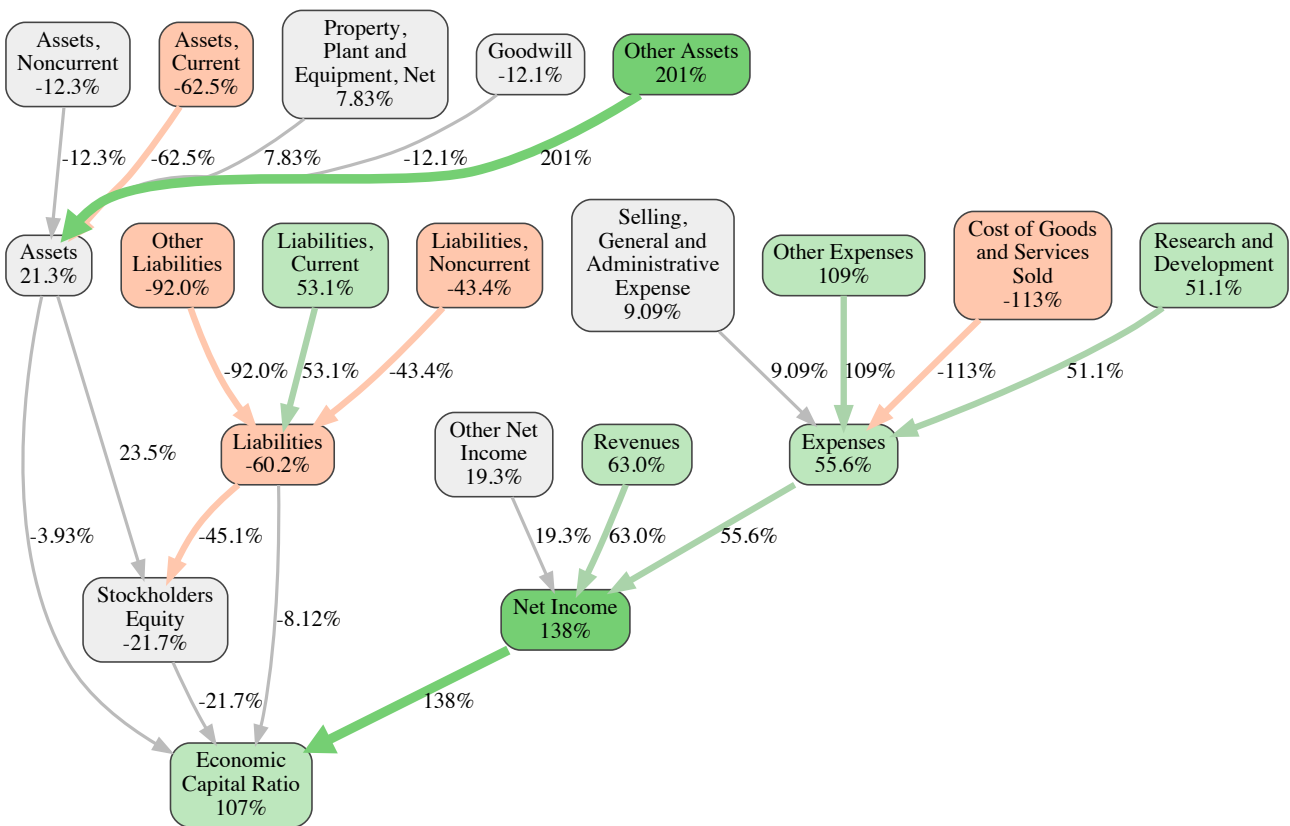 Assets,
Noncurrent
-12.3%
Assets,
Current
-62.5%
Property,
Plant and
Equipment, Net
7.83%
Goodwill
-12.1%
Other Assets
201%
-12.3%
-62.5%
7.83%
-12.1%
201%
Assets
21.3%
Other
Liabilities
-92.0%
Liabilities,
Current
53.1%
Liabilities,
Noncurrent
-43.4%
Selling,
General and
Administrative
Expense
9.09%
Other Expenses
109%
Cost of Goods
and Services
Sold
-113%
Research and
Development
51.1%
-92.0%
53.1%
-43.4%
9.09%
109%
-113%
51.1%
23.5%
Liabilities
-60.2%
Other Net
Income
19.3%
Revenues
63.0%
Expenses
55.6%
-3.93%
-45.1%
19.3%
63.0%
55.6%
Stockholders
Equity
-21.7%
-8.12%
Net Income
138%
-21.7%
138%
Economic
Capital Ratio
107%